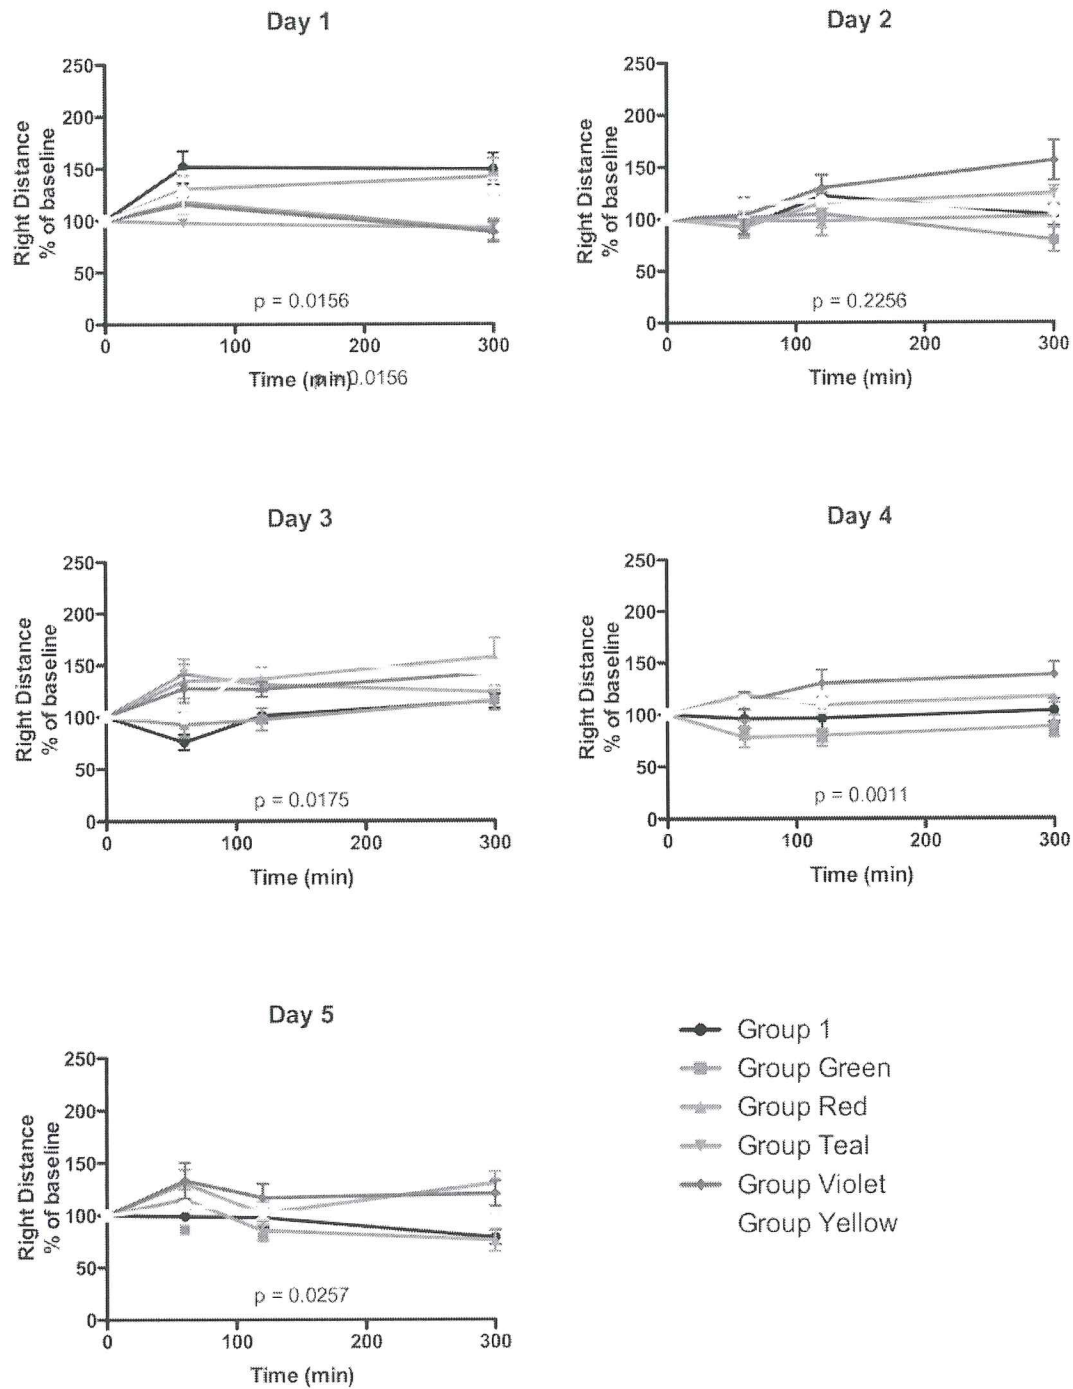 Day 1
Right Distance
% of baseline
250
200
150
100
50
0
0 100 200 300
p = 0.0156
Time (min)
p = 0.0156
Day 2
Right Distance
% of baseline
250
200
150
100
50
0
0 100 200 300
p = 0.2256
Time (min)
Day 3
Right Distance
% of baseline
250
200
150
100
50
0
0 100 200 300
p = 0.0175
Time (min)
Day 4
Right Distance
% of baseline
250
200
150
100
50
0
0 100 200 300
p = 0.0011
Time (min)
Day 5
Right Distance
% of baseline
250
200
150
100
50
0
0 100 200 300
p = 0.0257
Time (min)
Group 1
Group Green
Group Red
Group Teal
Group Violet
Group Yellow